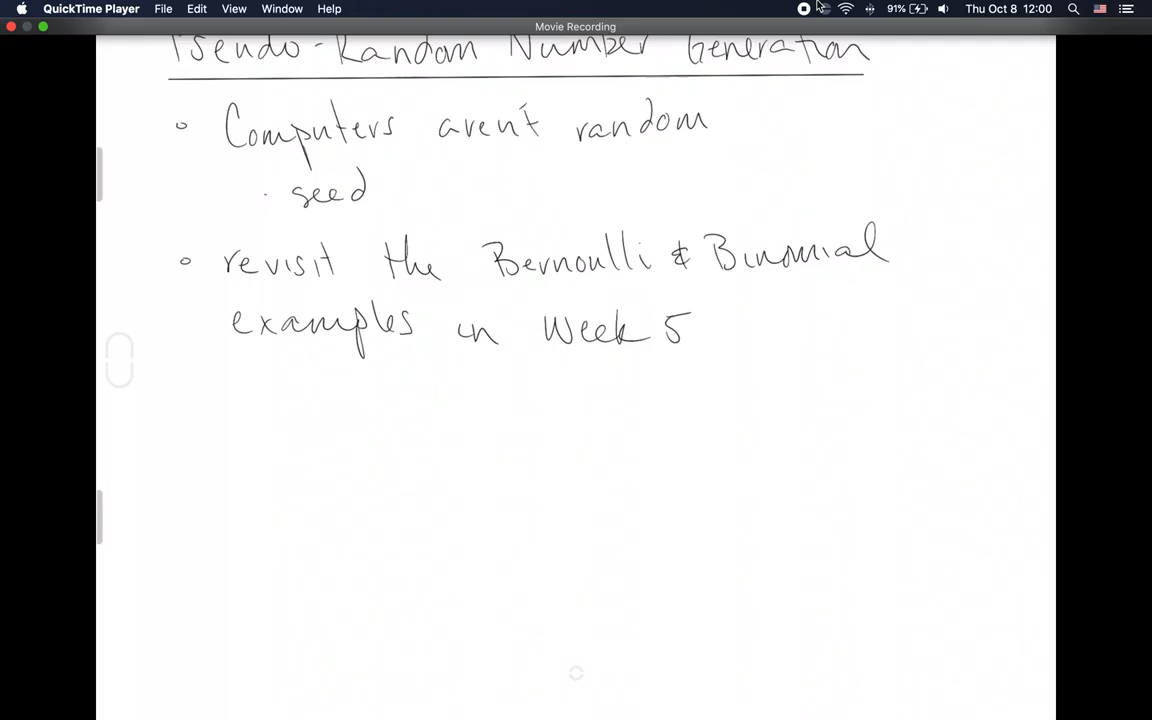 QuickTime Player File Edit View Window Help 91% Thu Oct 8 12:00
Movie Recording
Pseudo-Random Number Generation
Computers aren't random
seed
revisit the Bernoulli & Binomial
examples in Week 5